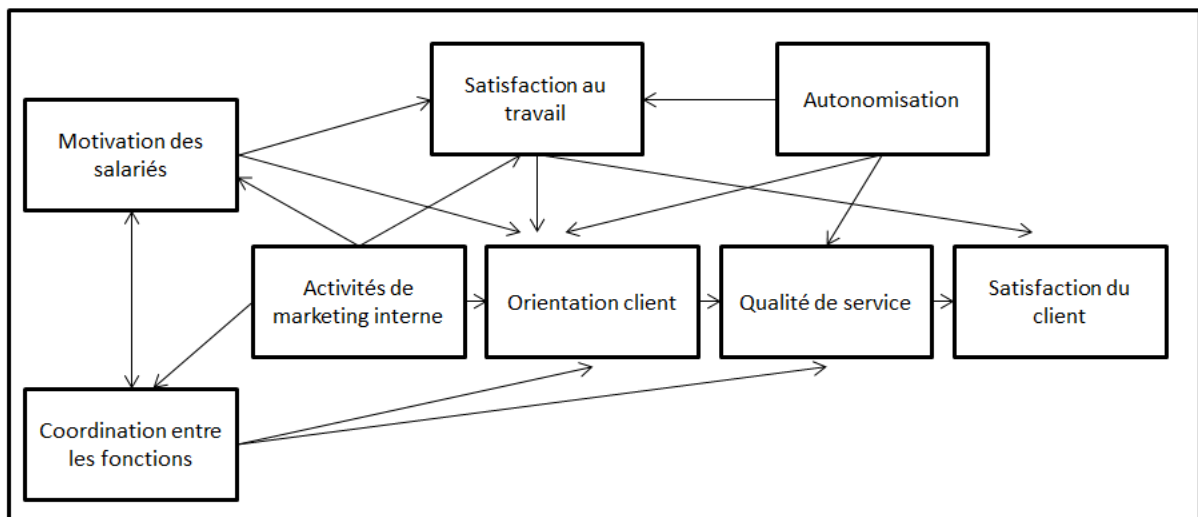 Satisfaction au
travail
Autonomisation
Motivation des
salariés
Activités de
marketing interne
Orientation client
Qualité de service
Satisfaction du
client
Coordination entre
les fonctions